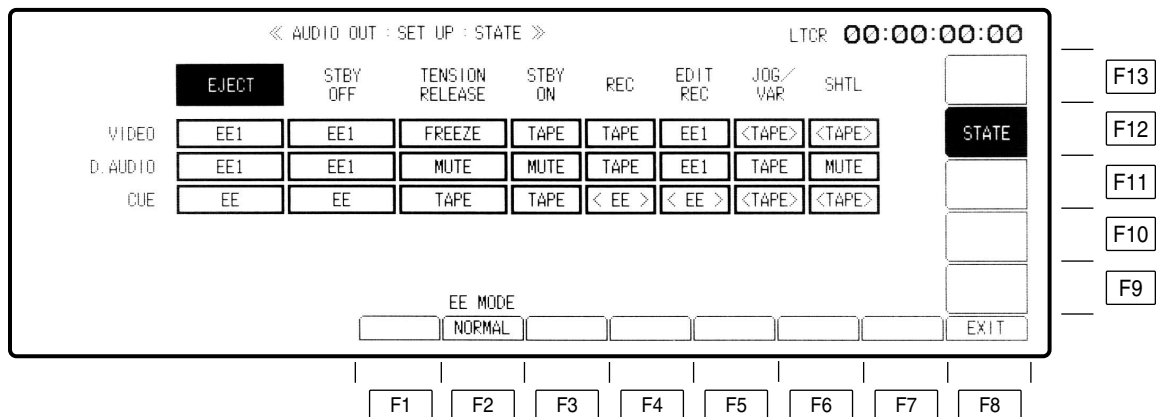 ≪ AUDIO OUT : SET UP : STATE ≫ LTCR 00:00:00:00
EJECT STBY OFF TENSION RELEASE STBY ON REC EDIT REC JOG/ VAR SHTL F13
VIDEO EE1 EE1 FREEZE TAPE TAPE EE1 <TAPE> <TAPE> STATE F12
D.AUDIO EE1 EE1 MUTE MUTE TAPE EE1 TAPE MUTE F11
CUE EE EE TAPE TAPE < EE > < EE > <TAPE> <TAPE>
F10
F9
EE MODE
NORMAL EXIT
F1 F2 F3 F4 F5 F6 F7 F8